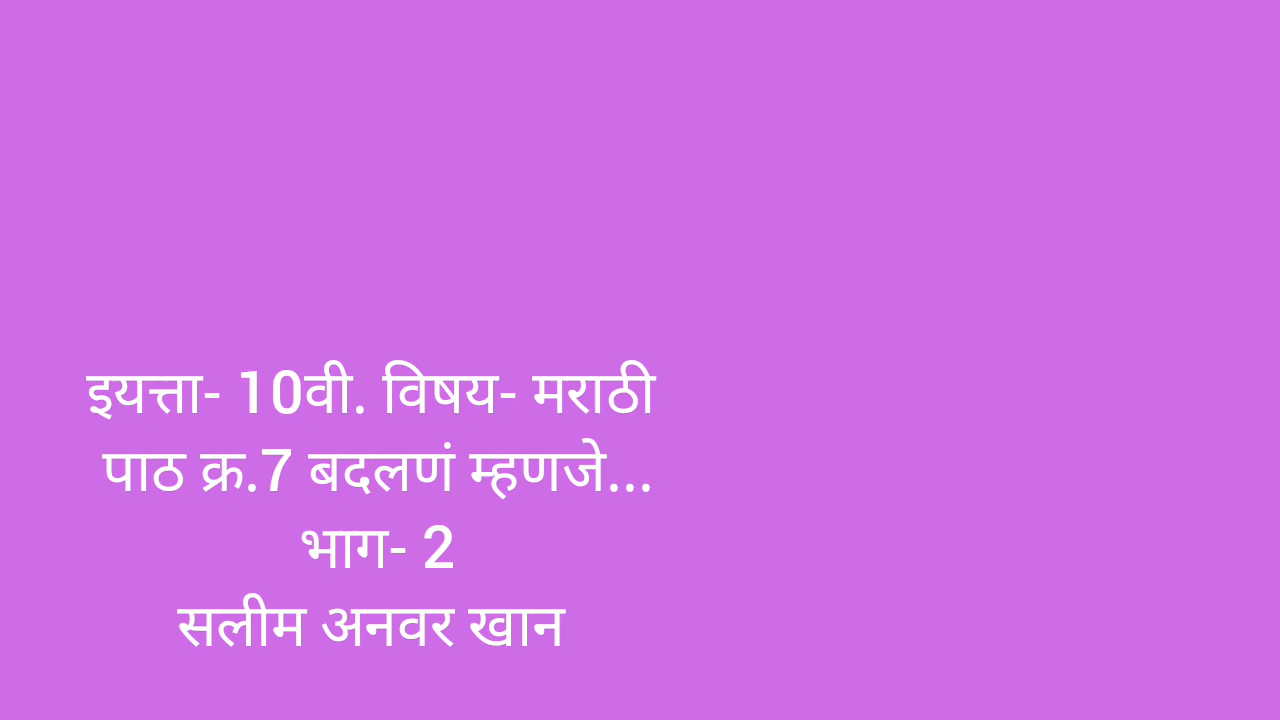 इयत्ता- 10वी. विषय- मराठी
पाठ क्र.7 बदलणं म्हणजे...
भाग- 2
सलीम अनवर खान